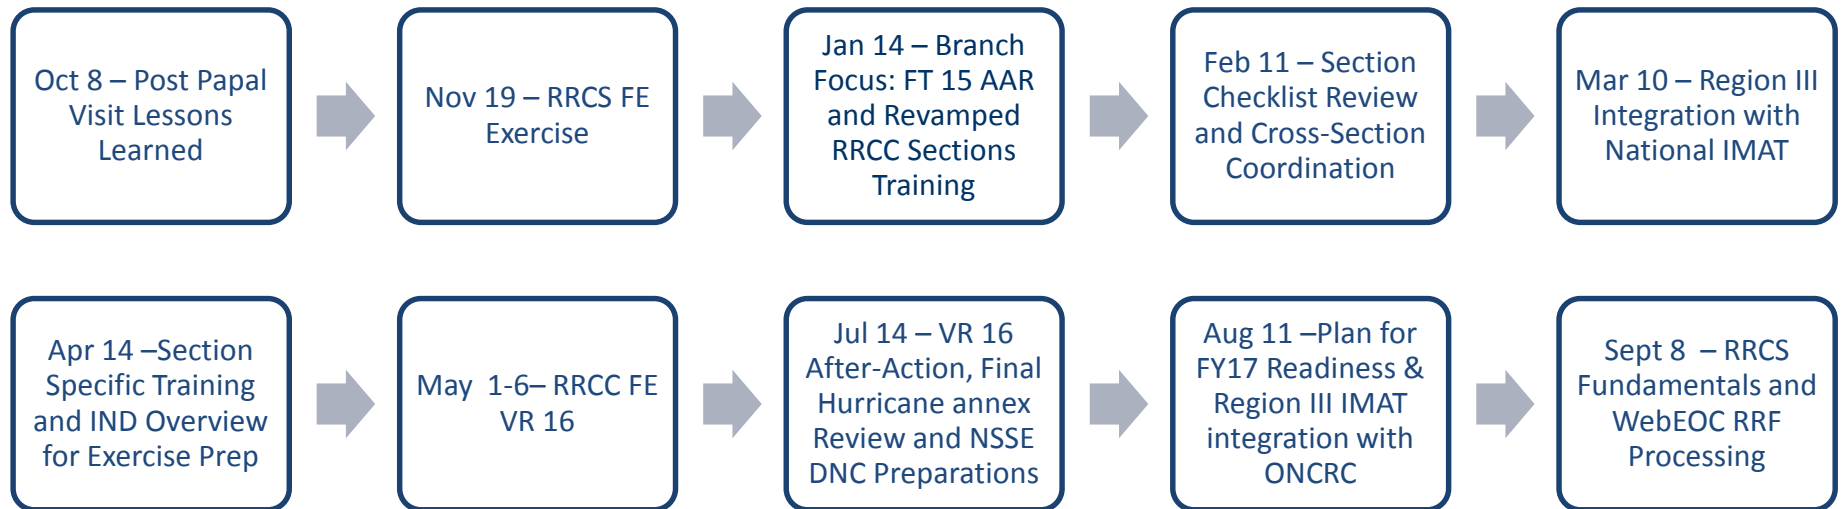 Oct 8 – Post Papal
Visit Lessons
Learned
Nov 19 – RRCS FE
Exercise
Jan 14 – Branch
Focus: FT 15 AAR
and Revamped
RRCC Sections
Training
Feb 11 – Section
Checklist Review
and Cross-Section
Coordination
Mar 10 – Region III
Integration with
National IMAT
Apr 14 –Section
Specific Training
and IND Overview
for Exercise Prep
May  1-6– RRCC FE
VR 16
Jul 14 – VR 16
After-Action, Final
Hurricane annex
Review and NSSE
DNC Preparations
Aug 11 –Plan for
FY17 Readiness &
Region III IMAT
integration with
ONCRC
Sept 8  – RRCS
Fundamentals and
WebEOC RRF
Processing